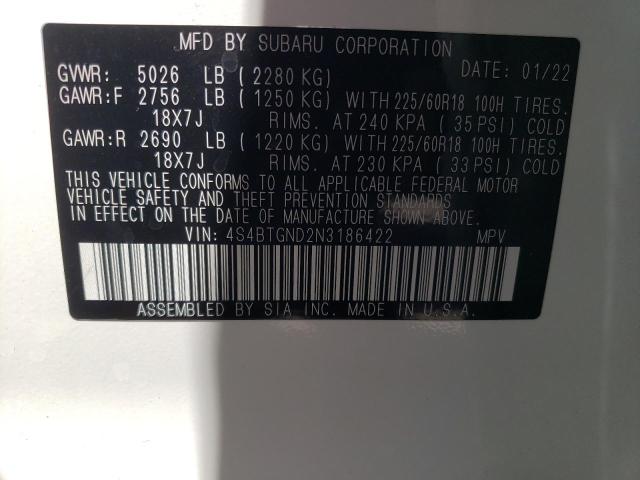 MFD BY SUBARU CORPORATION
GVWR: 5026 LB ( 2280 KG) DATE: 01/22
GAWR:F 2756 LB ( 1250 KG) WITH 225/60R18 100H TIRES.
18X7J RIMS. AT 240 KPA ( 35 PSI) COLD
GAWR:R 2690 LB ( 1220 KG) WITH 225/60R18 100H TIRES.
18X7J RIMS. AT 230 KPA ( 33 PSI) COLD
THIS VEHICLE CONFORMS TO ALL APPLICABLE FEDERAL MOTOR
VEHICLE SAFETY AND THEFT PREVENTION STANDARDS
IN EFFECT ON THE DATE OF MANUFACTURE SHOWN ABOVE.
VIN: 4S4BTGND2N3186422 MPV
ASSEMBLED BY SIA INC. MADE IN U.S.A.